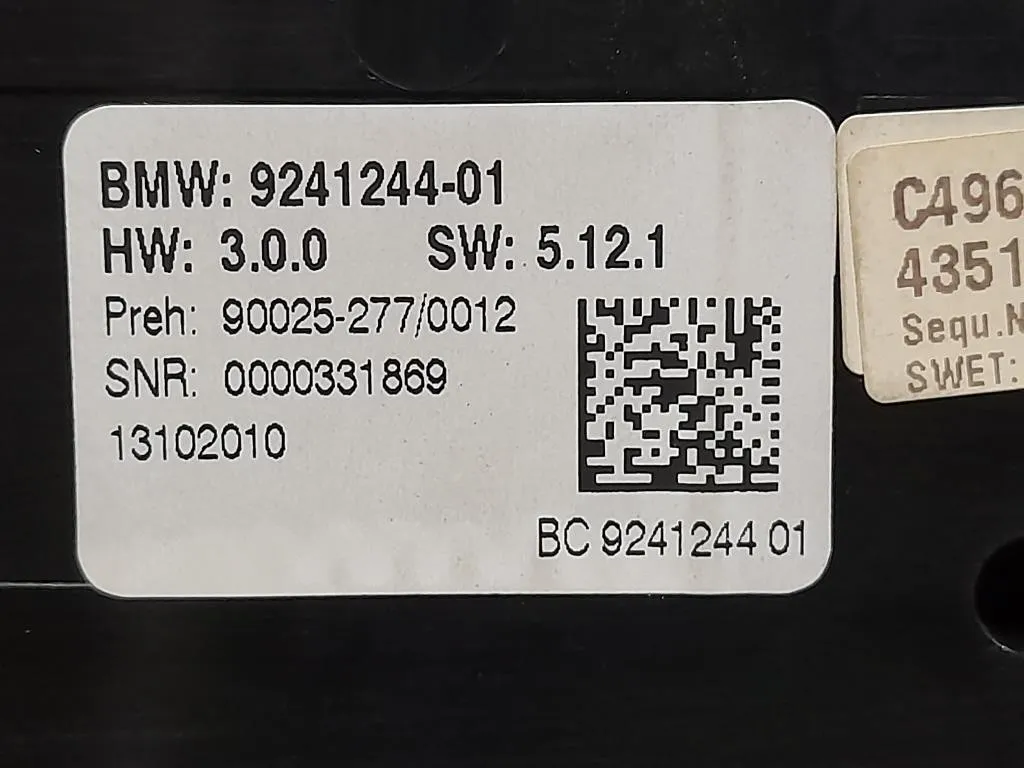 BMW: 9241244-01
HW: 3.0.0 SW: 5.12.1
Preh: 90025-277/0012
SNR: 0000331869
13102010
BC 9241244 01
C496
4351
Sequ.N
SWET: